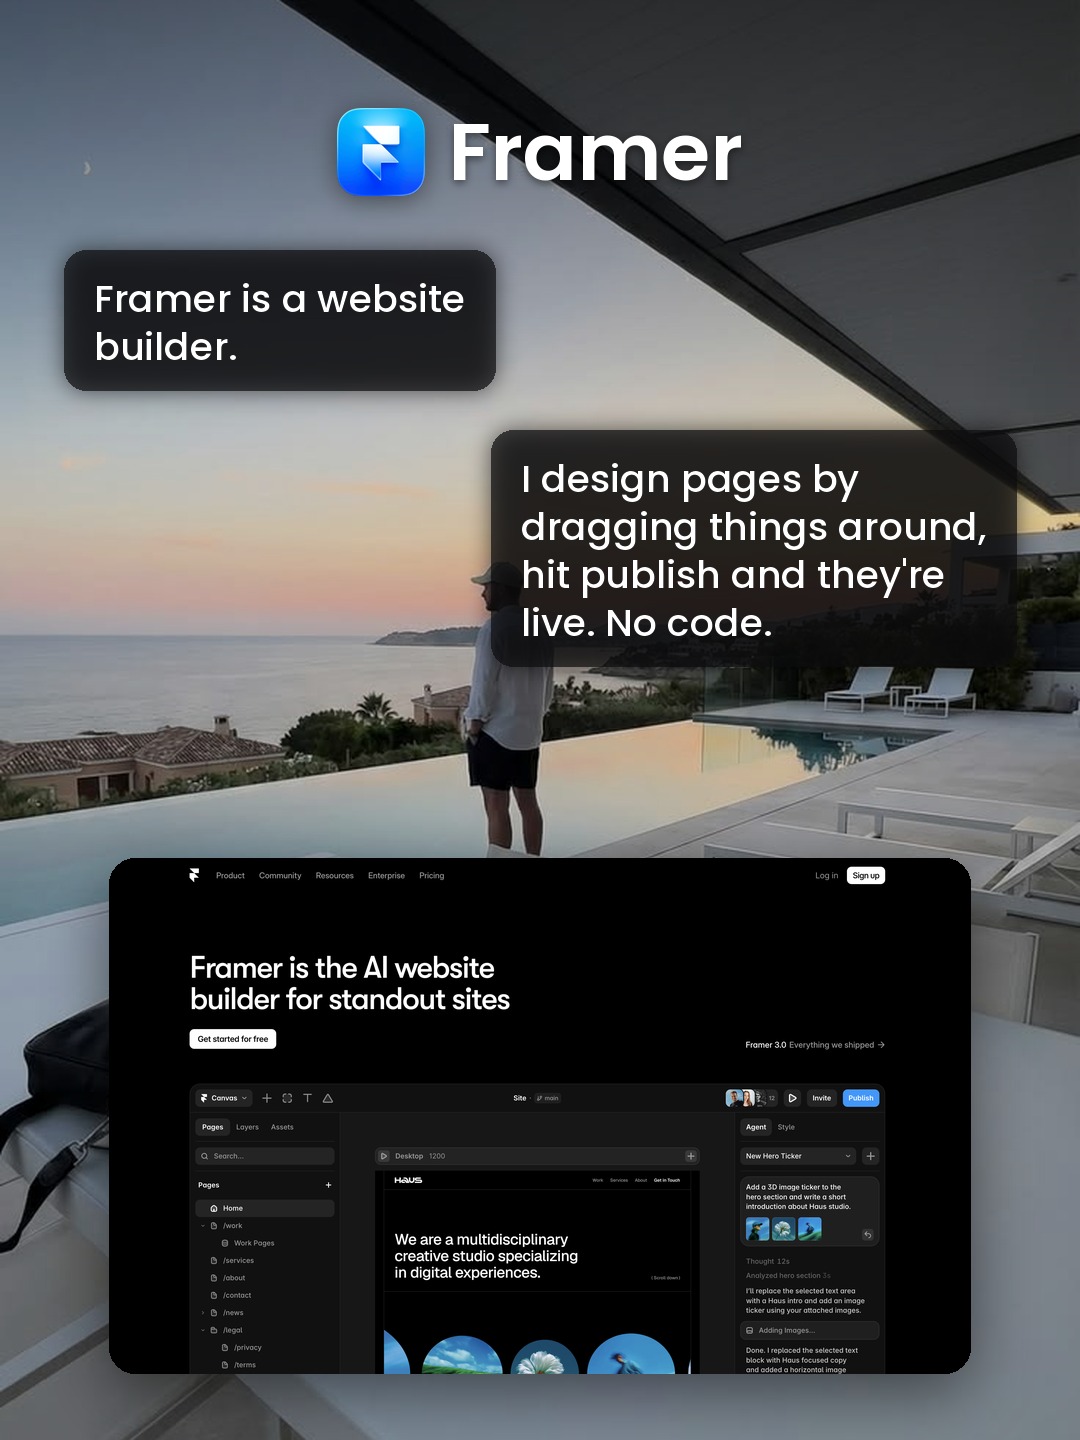 Framer
Framer is a website
builder.
I design pages by
dragging things around,
hit publish and they're
live. No code.
Product Community Resources Enterprise Pricing Log in Sign up
Framer is the AI website
builder for standout sites
Get started for free
Framer 3.0 Everything we shipped →
Canvas Site · main 12 Invite Publish
Pages Layers Assets
Search...
Pages
Home
/work
Work Pages
/services
/about
/contact
/news
/legal
/privacy
/terms
Desktop 1200
HAUS Work Services About Get in Touch
We are a multidisciplinary
creative studio specializing
in digital experiences.
[ Scroll down ]
Agent Style
New Hero Ticker
Add a 3D image ticker to the
hero section and write a short
introduction about Haus studio.
Thought 12s
Analyzed hero section 3s
I'll replace the selected text area
with a Haus intro and add an image
ticker using your attached images.
Adding Images...
Done. I replaced the selected text
block with Haus focused copy
and added a horizontal image